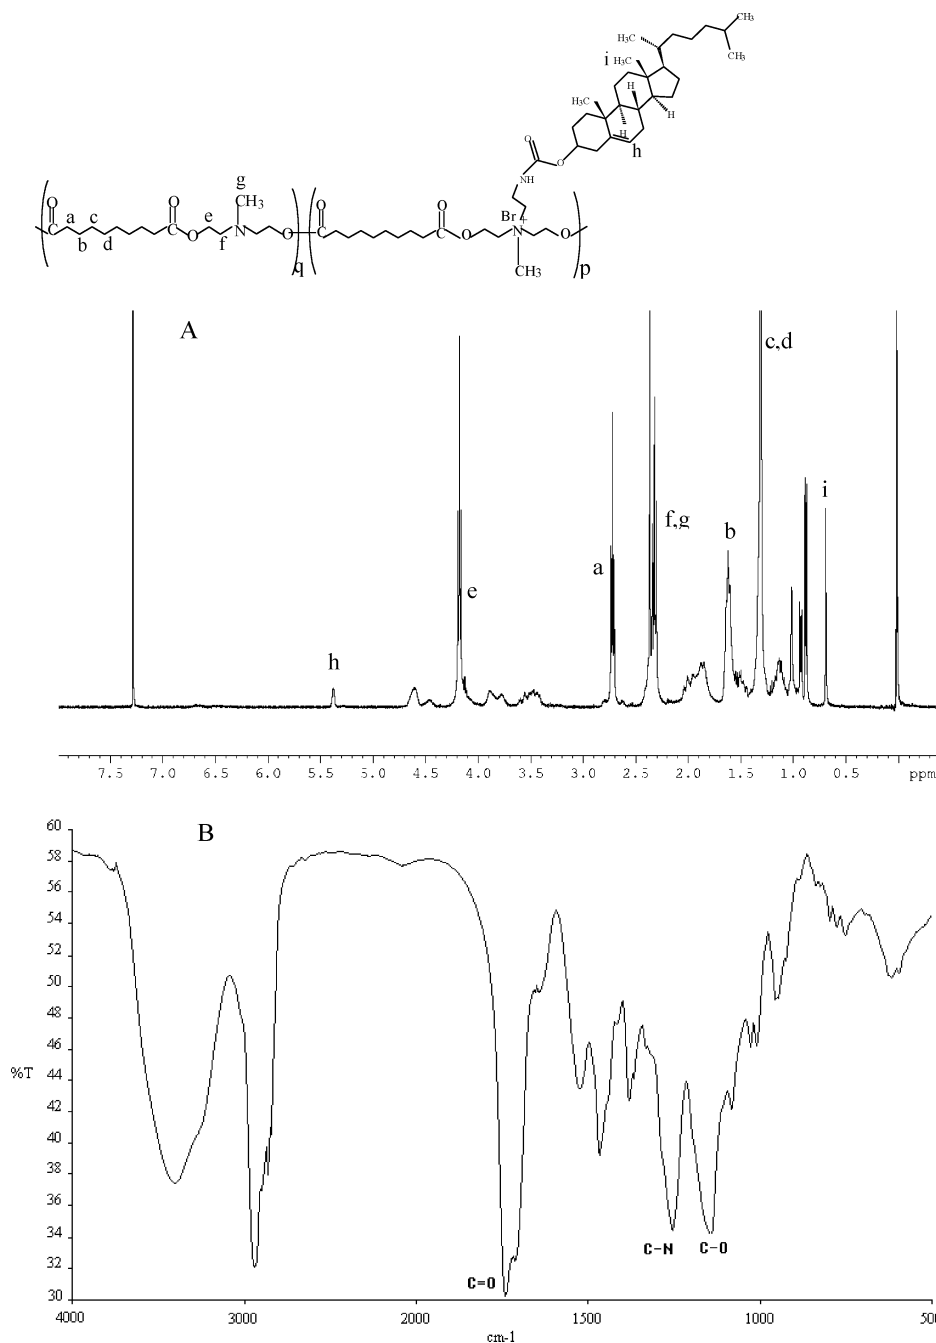 CH3
H3C
CH3
i H3C
H
H3C
H
H
h
O
O
NH
g
CH3
O
a c
O
e
N
O
b d
C
O
f
O
q
O
C
O
C
O
Br
+
N
O
CH3
p
A
c,d
i
f,g
b
a
e
h
7.5 7.0 6.5 6.0 5.5 5.0 4.5 4.0 3.5 3.0 2.5 2.0 1.5 1.0 0.5 ppm
B
60
58
56
54
52
50
48
46
%T
44
42
40
38
36
34
C-N C-O
32
C=O
30
4000 3000 2000 1500 1000 500
cm-1